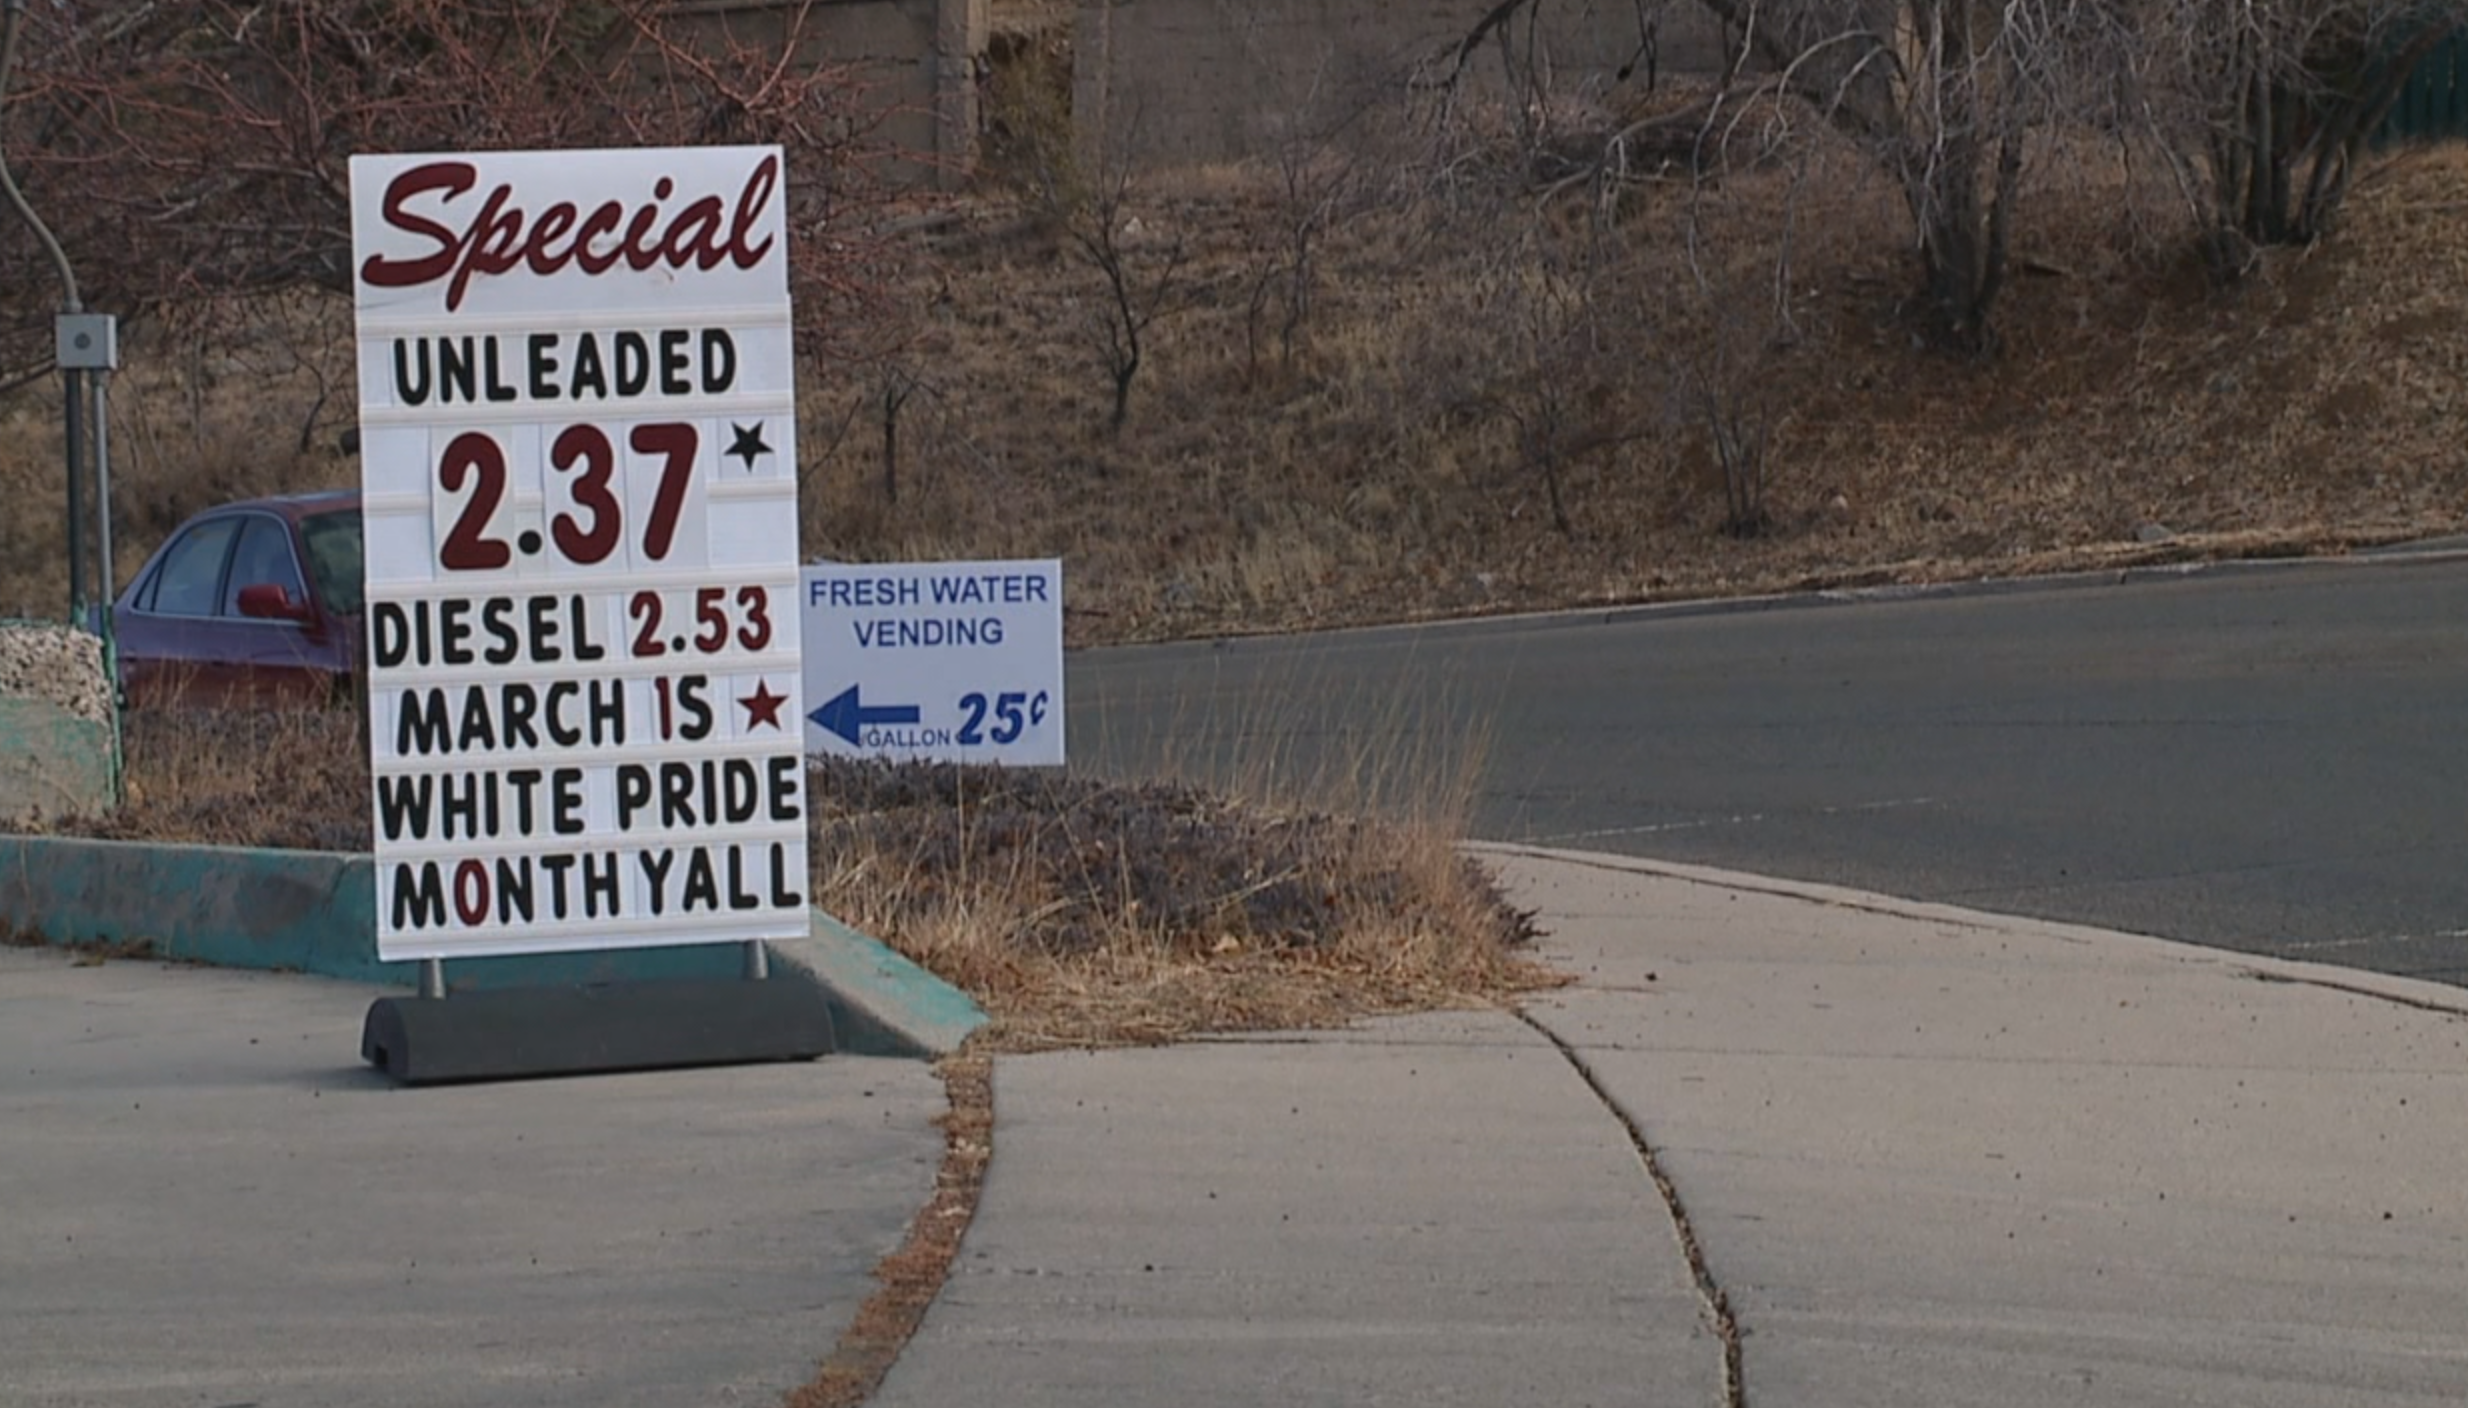 Special
UNLEADED
2.37
DIESEL 2.53
MARCH IS
WHITE PRIDE
MONTH YALL
FRESH WATER
VENDING
/GALLON 25¢